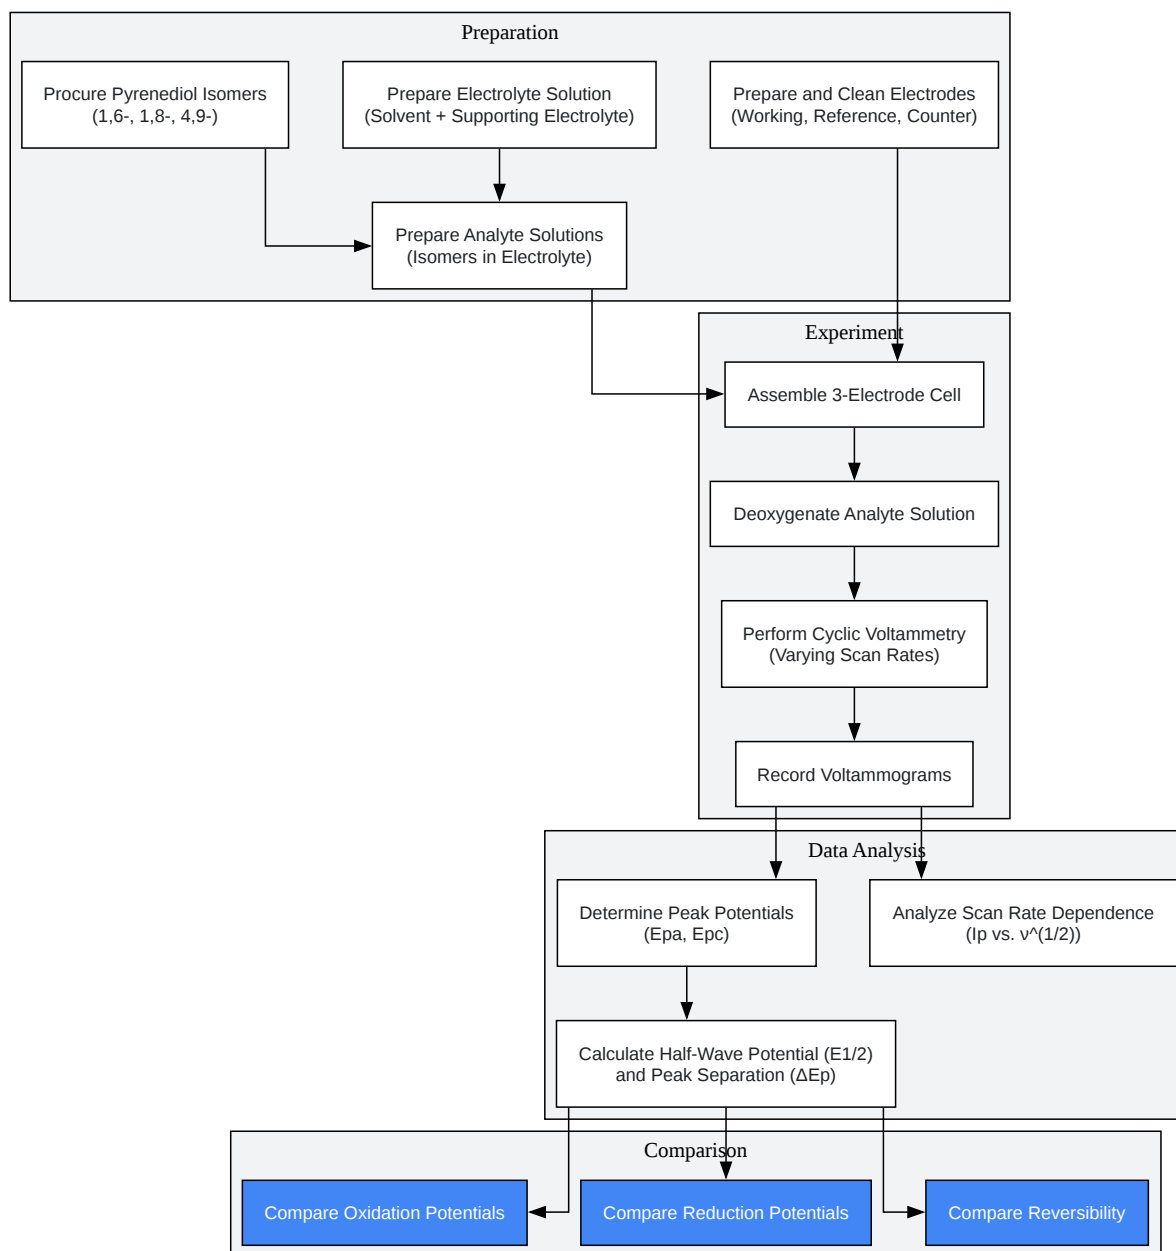 Preparation
Procure Pyrenediol Isomers
(1,6-, 1,8-, 4,9-)
Prepare Electrolyte Solution
(Solvent + Supporting Electrolyte)
Prepare and Clean Electrodes
(Working, Reference, Counter)
Prepare Analyte Solutions
(Isomers in Electrolyte)
Experiment
Assemble 3-Electrode Cell
Deoxygenate Analyte Solution
Perform Cyclic Voltammetry
(Varying Scan Rates)
Record Voltammograms
Data Analysis
Determine Peak Potentials
(Epa, Epc)
Analyze Scan Rate Dependence
(Ip vs. ν^(1/2))
Calculate Half-Wave Potential (E1/2)
and Peak Separation (ΔEp)
Comparison
Compare Oxidation Potentials
Compare Reduction Potentials
Compare Reversibility